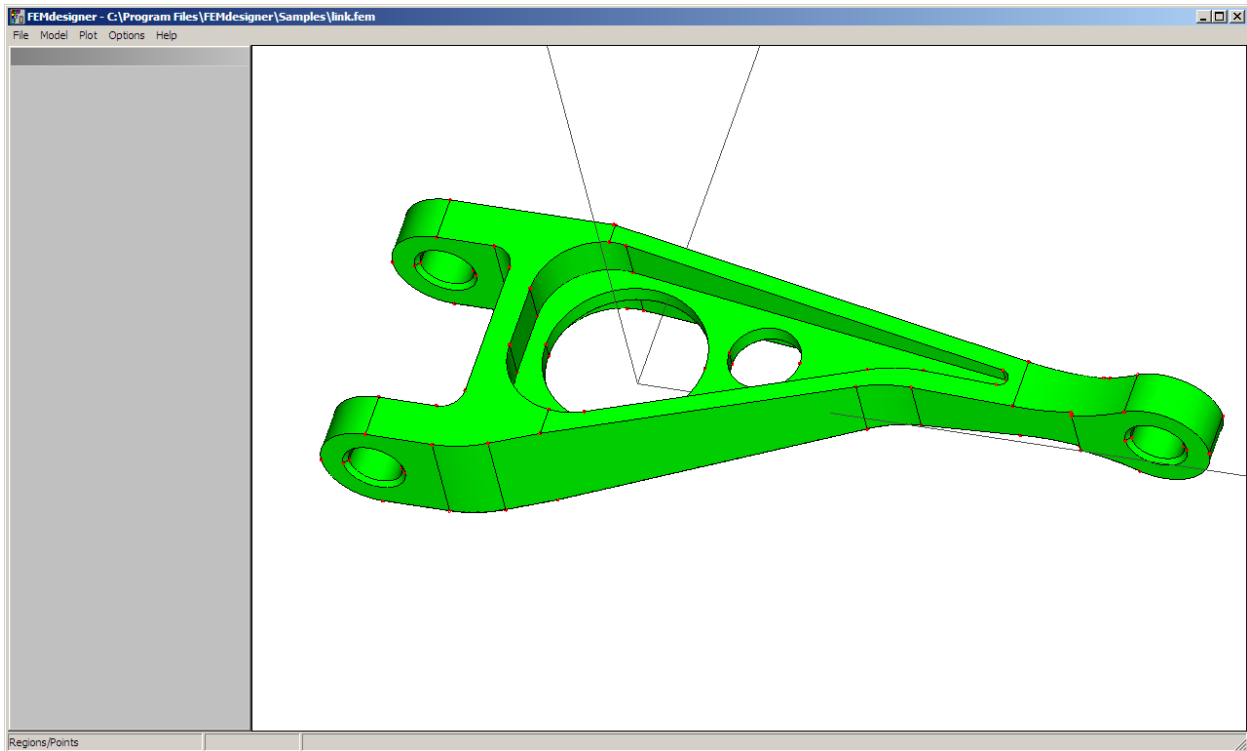 FEMdesigner - C:\Program Files\FEMdesigner\Samples\link.fem
File Model Plot Options Help
Regions/Points